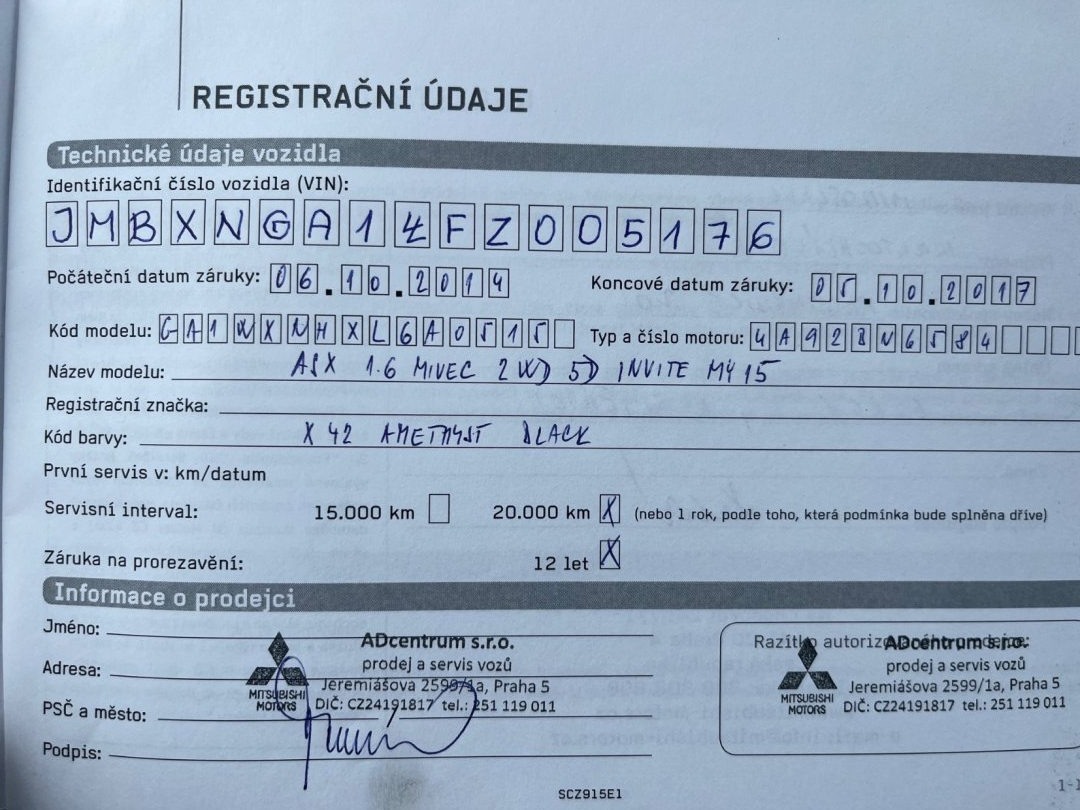 REGISTRAČNÍ ÚDAJE
Technické údaje vozidla
Identifikační číslo vozidla (VIN):
JMBXNGA1WFZ005176
Počáteční datum záruky: 06.10.2014 Koncové datum záruky: 05.10.2017
Kód modelu: GA1WXNHXL6A0515 Typ a číslo motoru: 4A92BN6584
Název modelu: ASX 1.6 MIVEC 2WD 5D INVITE MY15
Registrační značka:
Kód barvy: X 42 AMETHYST BLACK
První servis v: km/datum
Servisní interval: 15.000 km 20.000 km X (nebo 1 rok, podle toho, která podmínka bude splněna dříve)
Záruka na prorezavění: 12 let X
Informace o prodejci
Jméno:
Adresa:
PSČ a město:
Podpis:
MITSUBISHI
MOTORS
ADcentrum s.r.o.
prodej a servis vozů
Jeremiášova 2599/1a, Praha 5
DIČ: CZ24191817 tel.: 251 119 011
Razítko autorizovaného prodejce:
MITSUBISHI
MOTORS
ADcentrum s.r.o.
prodej a servis vozů
Jeremiášova 2599/1a, Praha 5
DIČ: CZ24191817 tel.: 251 119 011
SCZ915E1